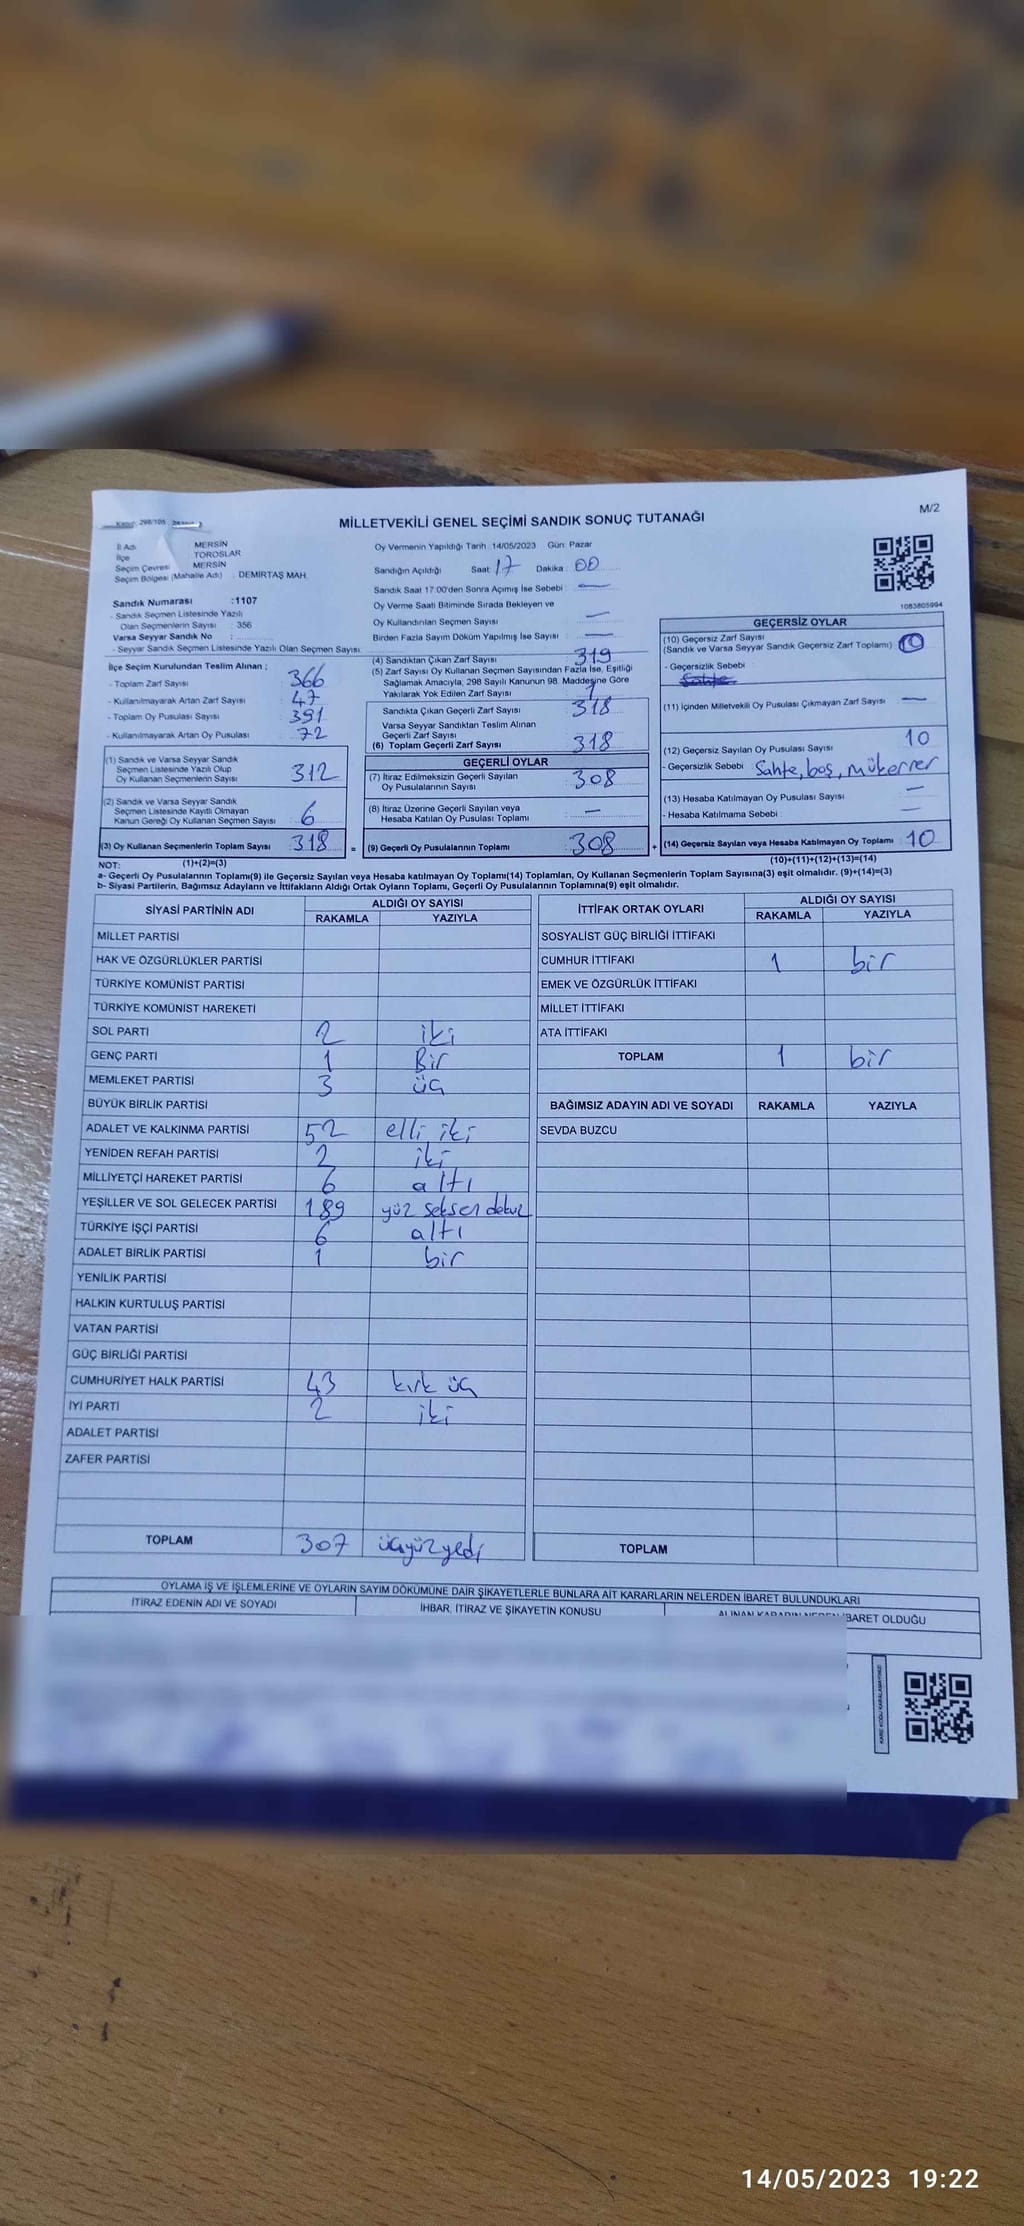 Kanun: 298/105
MİLLETVEKİLİ GENEL SEÇİMİ SANDIK SONUÇ TUTANAĞI
M/2
İl Adı : MERSİN
İlçe : TOROSLAR
Seçim Çevresi : MERSİN
Seçim Bölgesi (Mahalle Adı) : DEMİRTAŞ MAH.
Sandık Numarası :1107
- Sandık Seçmen Listesinde Yazılı
Olan Seçmenlerin Sayısı : 356
Varsa Seyyar Sandık No :
- Seyyar Sandık Seçmen Listesinde Yazılı Olan Seçmen Sayısı:
Oy Vermenin Yapıldığı Tarih: 14/05/2023 Gün: Pazar
Sandığın Açıldığı Saat: 17 Dakika: 00
Sandık Saat 17:00'den Sonra Açımış İse Sebebi : —
Oy Verme Saati Bitiminde Sırada Bekleyen ve
Oy Kullandırılan Seçmen Sayısı —
Birden Fazla Sayım Döküm Yapılmış İse Sayısı : —
1083805994
İlçe Seçim Kurulundan Teslim Alınan ;
- Toplam Zarf Sayısı 366
- Kullanılmayarak Artan Zarf Sayısı : 47
- Toplam Oy Pusulası Sayısı : 391
- Kullanılmayarak Artan Oy Pusulası : 72
(1) Sandık ve Varsa Seyyar Sandık
Seçmen Listesinde Yazılı Olup
Oy Kullanan Seçmenlerin Sayısı : 312
(2) Sandık ve Varsa Seyyar Sandık
Seçmen Listesinde Kayıtlı Olmayan
Kanun Gereği Oy Kullanan Seçmen Sayısı : 6
(3) Oy Kullanan Seçmenlerin Toplam Sayısı : 318 =
(4) Sandıktan Çıkan Zarf Sayısı : 319
(5) Zarf Sayısı Oy Kullanan Seçmen Sayısından Fazla İse, Eşitliği
Sağlamak Amacıyla; 298 Sayılı Kanunun 98. Maddesine Göre
Yakılarak Yok Edilen Zarf Sayısı : 1
Sandıkta Çıkan Geçerli Zarf Sayısı : 318
Varsa Seyyar Sandıktan Teslim Alınan
Geçerli Zarf Sayısı
(6) Toplam Geçerli Zarf Sayısı : 318
GEÇERLİ OYLAR
(7) İtiraz Edilmeksizin Geçerli Sayılan
Oy Pusulalarının Sayısı : 308
(8) İtiraz Üzerine Geçerli Sayılan veya
Hesaba Katılan Oy Pusulası Toplamı : —
(9) Geçerli Oy Pusulalarının Toplamı : 308 +
GEÇERSİZ OYLAR
(10) Geçersiz Zarf Sayısı
(Sandık ve Varsa Seyyar Sandık Geçersiz Zarf Toplamı) :
- Geçersizlik Sebebi
(11) İçinden Milletvekili Oy Pusulası Çıkmayan Zarf Sayısı : —
(12) Geçersiz Sayılan Oy Pusulası Sayısı : 10
- Geçersizlik Sebebi : Sahte, boş, mükerrer
(13) Hesaba Katılmayan Oy Pusulası Sayısı : —
- Hesaba Katılmama Sebebi : —
(14) Geçersiz Sayılan veya Hesaba Katılmayan Oy Toplamı : 10
NOT: (1)+(2)=(3)
(10)+(11)+(12)+(13)=(14)
a- Geçerli Oy Pusulalarının Toplamı(9) ile Geçersiz Sayılan veya Hesaba katılmayan Oy Toplamı(14) Toplamları, Oy Kullanan Seçmenlerin Toplam Sayısına(3) eşit olmalıdır. (9)+(14)=(3)
b- Siyasi Partilerin, Bağımsız Adayların ve İttifakların Aldığı Ortak Oyların Toplamı, Geçerli Oy Pusulalarının Toplamına(9) eşit olmalıdır.
SİYASİ PARTİNİN ADI ALDIĞI OY SAYISI
RAKAMLA YAZIYLA
MİLLET PARTİSİ
HAK VE ÖZGÜRLÜKLER PARTİSİ
TÜRKİYE KOMÜNİST PARTİSİ
TÜRKİYE KOMÜNİST HAREKETİ
SOL PARTİ 2 iki
GENÇ PARTİ 1 Bir
MEMLEKET PARTİSİ 3 üç
BÜYÜK BİRLİK PARTİSİ
ADALET VE KALKINMA PARTİSİ 52 elli iki
YENİDEN REFAH PARTİSİ 2 iki
MİLLİYETÇİ HAREKET PARTİSİ 6 altı
YEŞİLLER VE SOL GELECEK PARTİSİ 189 yüz seksen dokuz
TÜRKİYE İŞÇİ PARTİSİ 6 altı
ADALET BİRLİK PARTİSİ 1 bir
YENİLİK PARTİSİ
HALKIN KURTULUŞ PARTİSİ
VATAN PARTİSİ
GÜÇ BİRLİĞİ PARTİSİ
CUMHURİYET HALK PARTİSİ 43 kırk üç
İYİ PARTİ 2 iki
ADALET PARTİSİ
ZAFER PARTİSİ
TOPLAM 307 üçyüzyedi
İTTİFAK ORTAK OYLARI ALDIĞI OY SAYISI
RAKAMLA YAZIYLA
SOSYALİST GÜÇ BİRLİĞİ İTTİFAKI
CUMHUR İTTİFAKI 1 bir
EMEK VE ÖZGÜRLÜK İTTİFAKI
MİLLET İTTİFAKI
ATA İTTİFAKI
TOPLAM 1 bir
BAĞIMSIZ ADAYIN ADI VE SOYADI RAKAMLA YAZIYLA
SEVDA BUZCU
TOPLAM
OYLAMA İŞ VE İŞLEMLERİNE VE OYLARIN SAYIM DÖKÜMÜNE DAİR ŞİKAYETLERLE BUNLARA AİT KARARLARIN NELERDEN İBARET BULUNDUKLARI
İTİRAZ EDENİN ADI VE SOYADI İHBAR, İTİRAZ VE ŞİKAYETİN KONUSU ALINAN KARARIN NEDEN İBARET OLDUĞU
14/05/2023 19:22